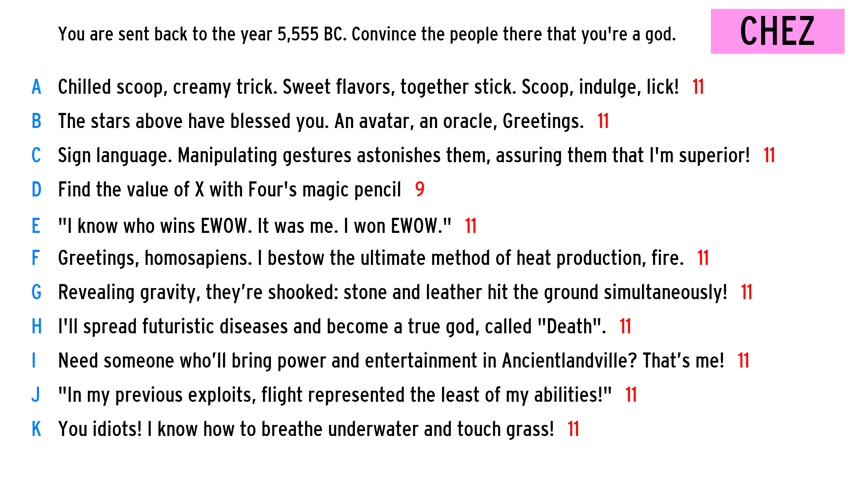 You are sent back to the year 5,555 BC. Convince the people there that you're a god.
CHEZ
A Chilled scoop, creamy trick. Sweet flavors, together stick. Scoop, indulge, lick! 11
B The stars above have blessed you. An avatar, an oracle, Greetings. 11
C Sign language. Manipulating gestures astonishes them, assuring them that I'm superior! 11
D Find the value of X with Four's magic pencil 9
E "I know who wins EWOW. It was me. I won EWOW." 11
F Greetings, homosapiens. I bestow the ultimate method of heat production, fire. 11
G Revealing gravity, they’re shooked: stone and leather hit the ground simultaneously! 11
H I'll spread futuristic diseases and become a true god, called "Death". 11
I Need someone who’ll bring power and entertainment in Ancientlandville? That’s me! 11
J "In my previous exploits, flight represented the least of my abilities!" 11
K You idiots! I know how to breathe underwater and touch grass! 11